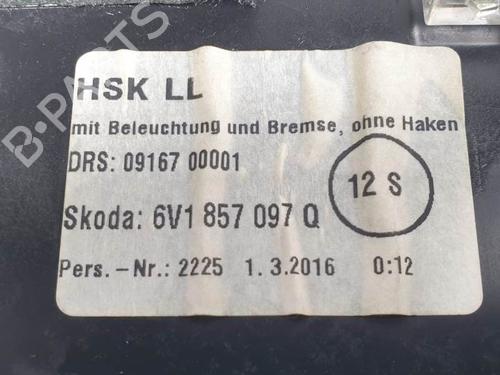 HSK LL
mit Beleuchtung und Bremse, ohne Haken
DRS: 09167 00001
12 S
Skoda: 6V1 857 097 Q
Pers.-Nr.: 2225 1. 3.2016 0:12
B-PARTS